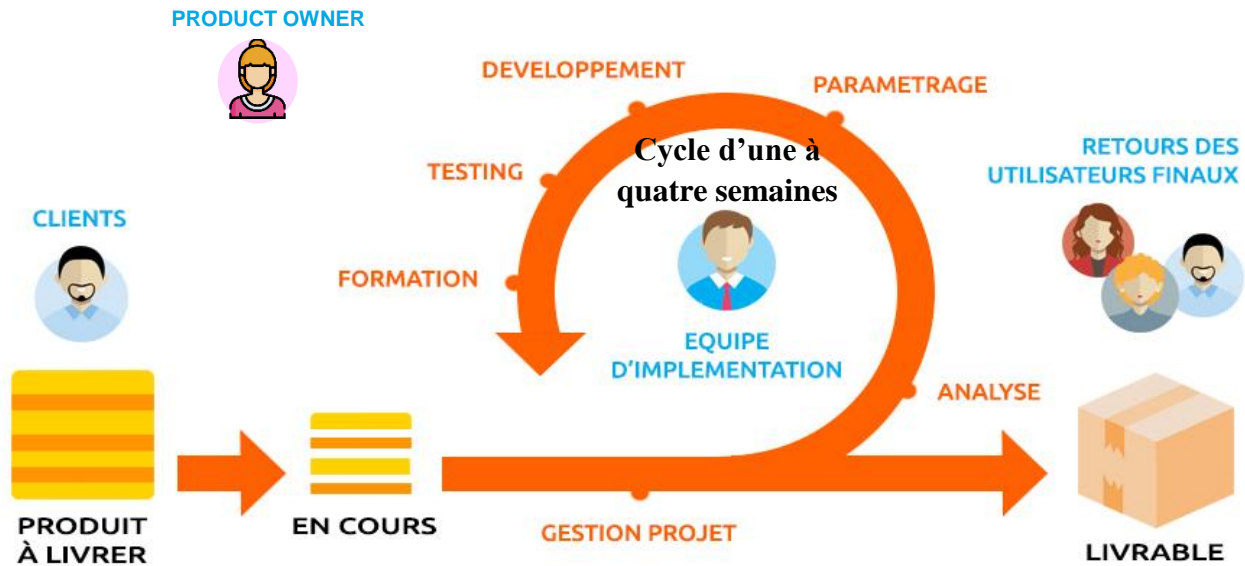 PRODUCT OWNER
DEVELOPPEMENT
PARAMETRAGE
Cycle d’une à
quatre semaines
TESTING
RETOURS DES
UTILISATEURS FINAUX
CLIENTS
FORMATION
EQUIPE
D’IMPLEMENTATION
ANALYSE
PRODUIT
À LIVRER
EN COURS
GESTION PROJET
LIVRABLE